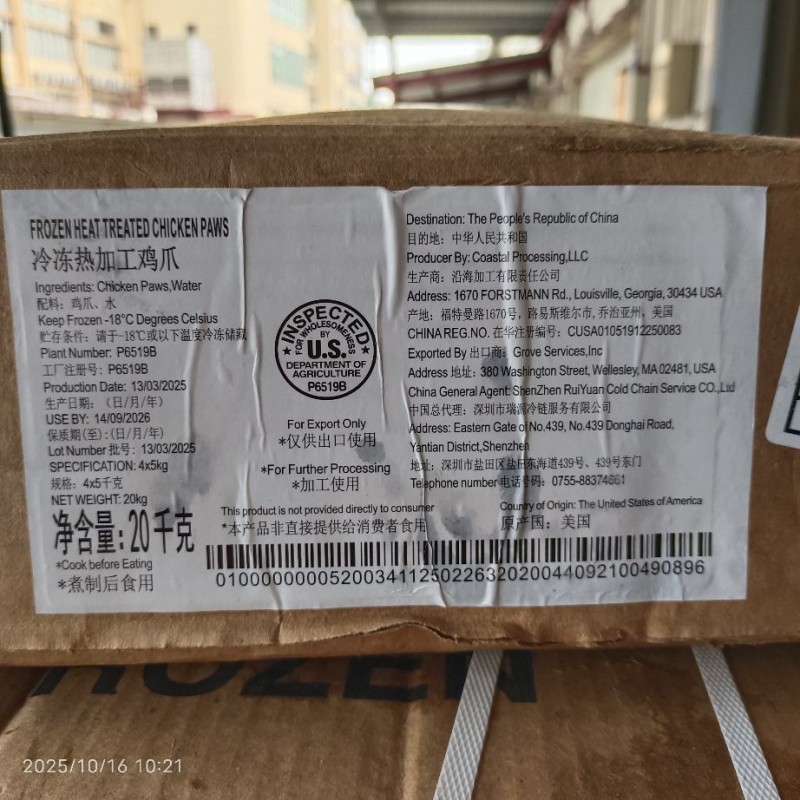 FROZEN HEAT TREATED CHICKEN PAWS
冷冻热加工鸡爪
Ingredients: Chicken Paws,Water
配料：鸡爪、水
Keep Frozen -18°C Degrees Celsius
贮存条件：请于-18℃或以下温度冷冻储藏
Plant Number: P6519B
工厂注册号：P6519B
Production Date: 13/03/2025
生产日期：（日/月/年）
USE BY: 14/09/2026
保质期(至)：(日/月/年)
Lot Number 批号：13/03/2025
SPECIFICATION: 4x5kg
规格：4x5千克
NET WEIGHT: 20kg
净含量：20千克
*Cook before Eating
*煮制后食用
INSPECTED
FOR WHOLESOMENESS
BY
U.S.
DEPARTMENT OF
AGRICULTURE
P6519B
For Export Only
*仅供出口使用
*For Further Processing
*加工使用
This product is not provided directly to consumer
*本产品非直接提供给消费者食用
Destination: The People's Republic of China
目的地：中华人民共和国
Producer By: Coastal Processing,LLC
生产商：沿海加工有限责任公司
Address: 1670 FORSTMANN Rd., Louisville, Georgia, 30434 USA
产地：福特曼路1670号，路易斯维尔市，乔治亚州，美国
CHINA REG.NO. 在华注册编号：CUSA01051912250083
Exported By 出口商：Grove Services,Inc
Address 地址：380 Washington Street, Wellesley, MA 02481, USA
China General Agent: ShenZhen RuiYuan Cold Chain Service CO.,Ltd
中国总代理：深圳市瑞源冷链服务有限公司
Address: Eastern Gate of No.439, No.439 Donghai Road,
Yantian District,Shenzhen
地址：深圳市盐田区盐田东海道439号、439号东门
Telephone number 电话号码：0755-88374661
Country of Origin: The United States of America
原产国：美国
01000000005200341125022632020044092100490896
FROZEN
2025/10/16 10:21